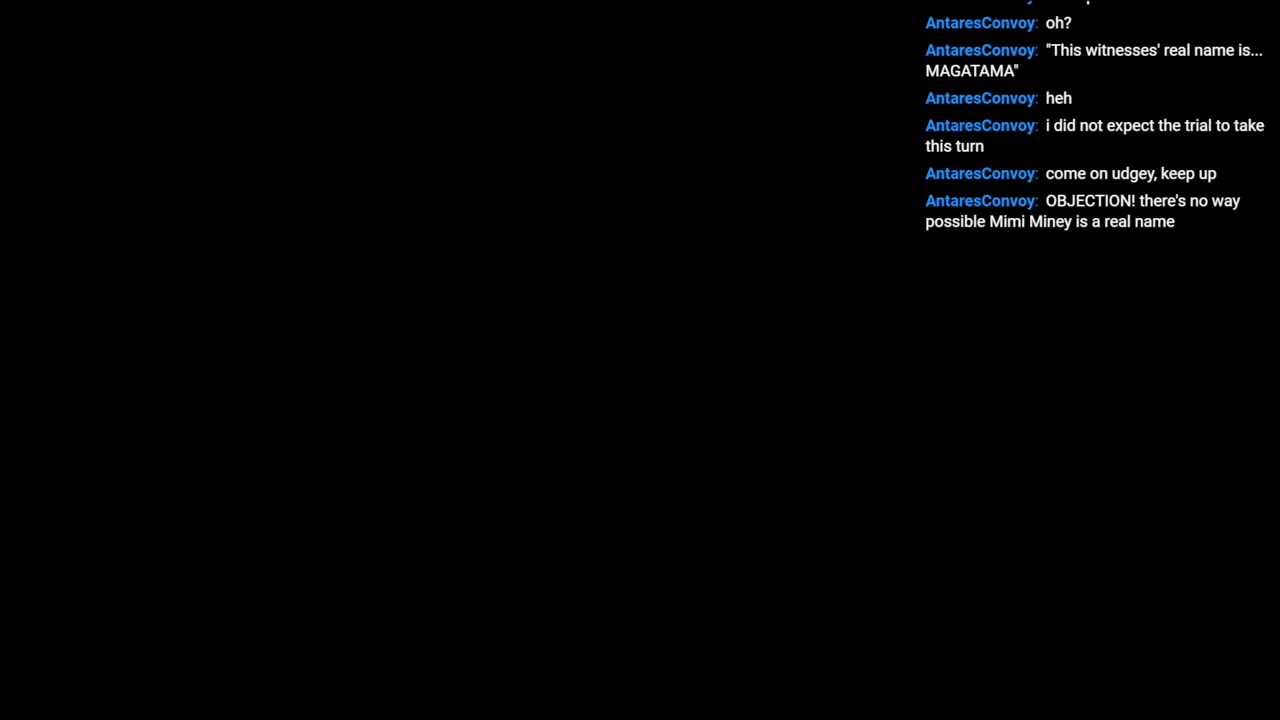 AntaresConvoy: oh?
AntaresConvoy: "This witnesses' real name is...
MAGATAMA"
AntaresConvoy: heh
AntaresConvoy: i did not expect the trial to take
this turn
AntaresConvoy: come on udgey, keep up
AntaresConvoy: OBJECTION! there's no way
possible Mimi Miney is a real name